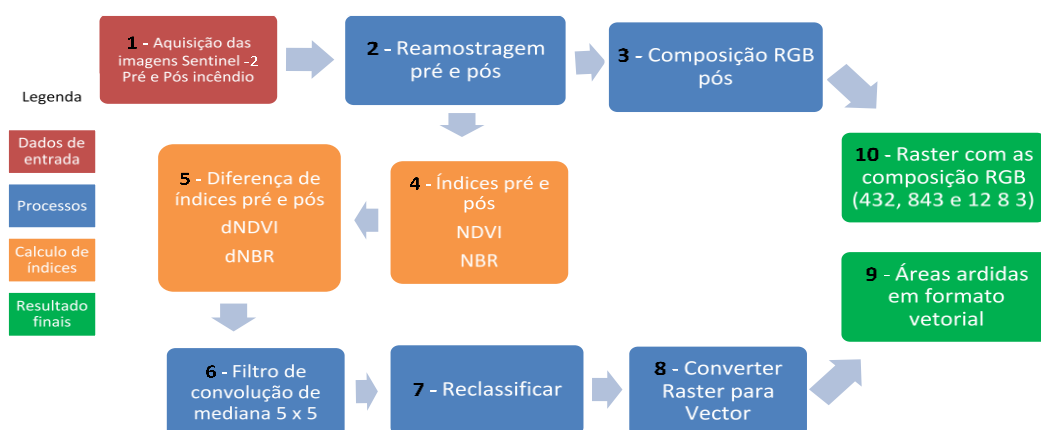 1 - Aquisição das
imagens Sentinel -2
Pré e Pós incêndio
2 - Reamostragem
pré e pós
3 - Composição RGB
pós
Legenda
Dados de
entrada
Processos
Calculo de
índices
Resultado
finais
5 - Diferença de
índices pré e pós
dNDVI
dNBR
4 - Índices pré e
pós
NDVI
NBR
10 - Raster com as
composição RGB
(432, 843 e 12 8 3)
9 - Áreas ardidas
em formato
vetorial
6 - Filtro de
convolução de
mediana 5 x 5
7 - Reclassificar
8 - Converter
Raster para
Vector